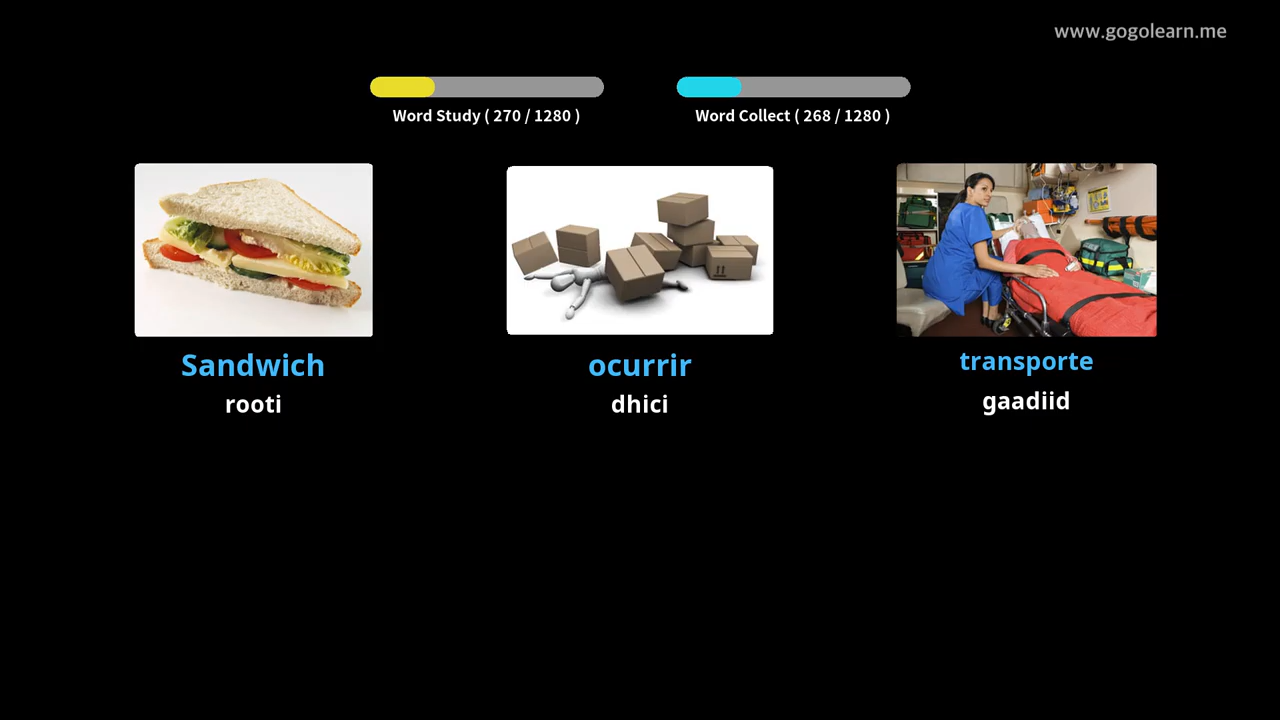 www.gogolearn.me
Word Study ( 270 / 1280 )
Word Collect ( 268 / 1280 )
Sandwich
rooti
ocurrir
dhici
transporte
gaadiid